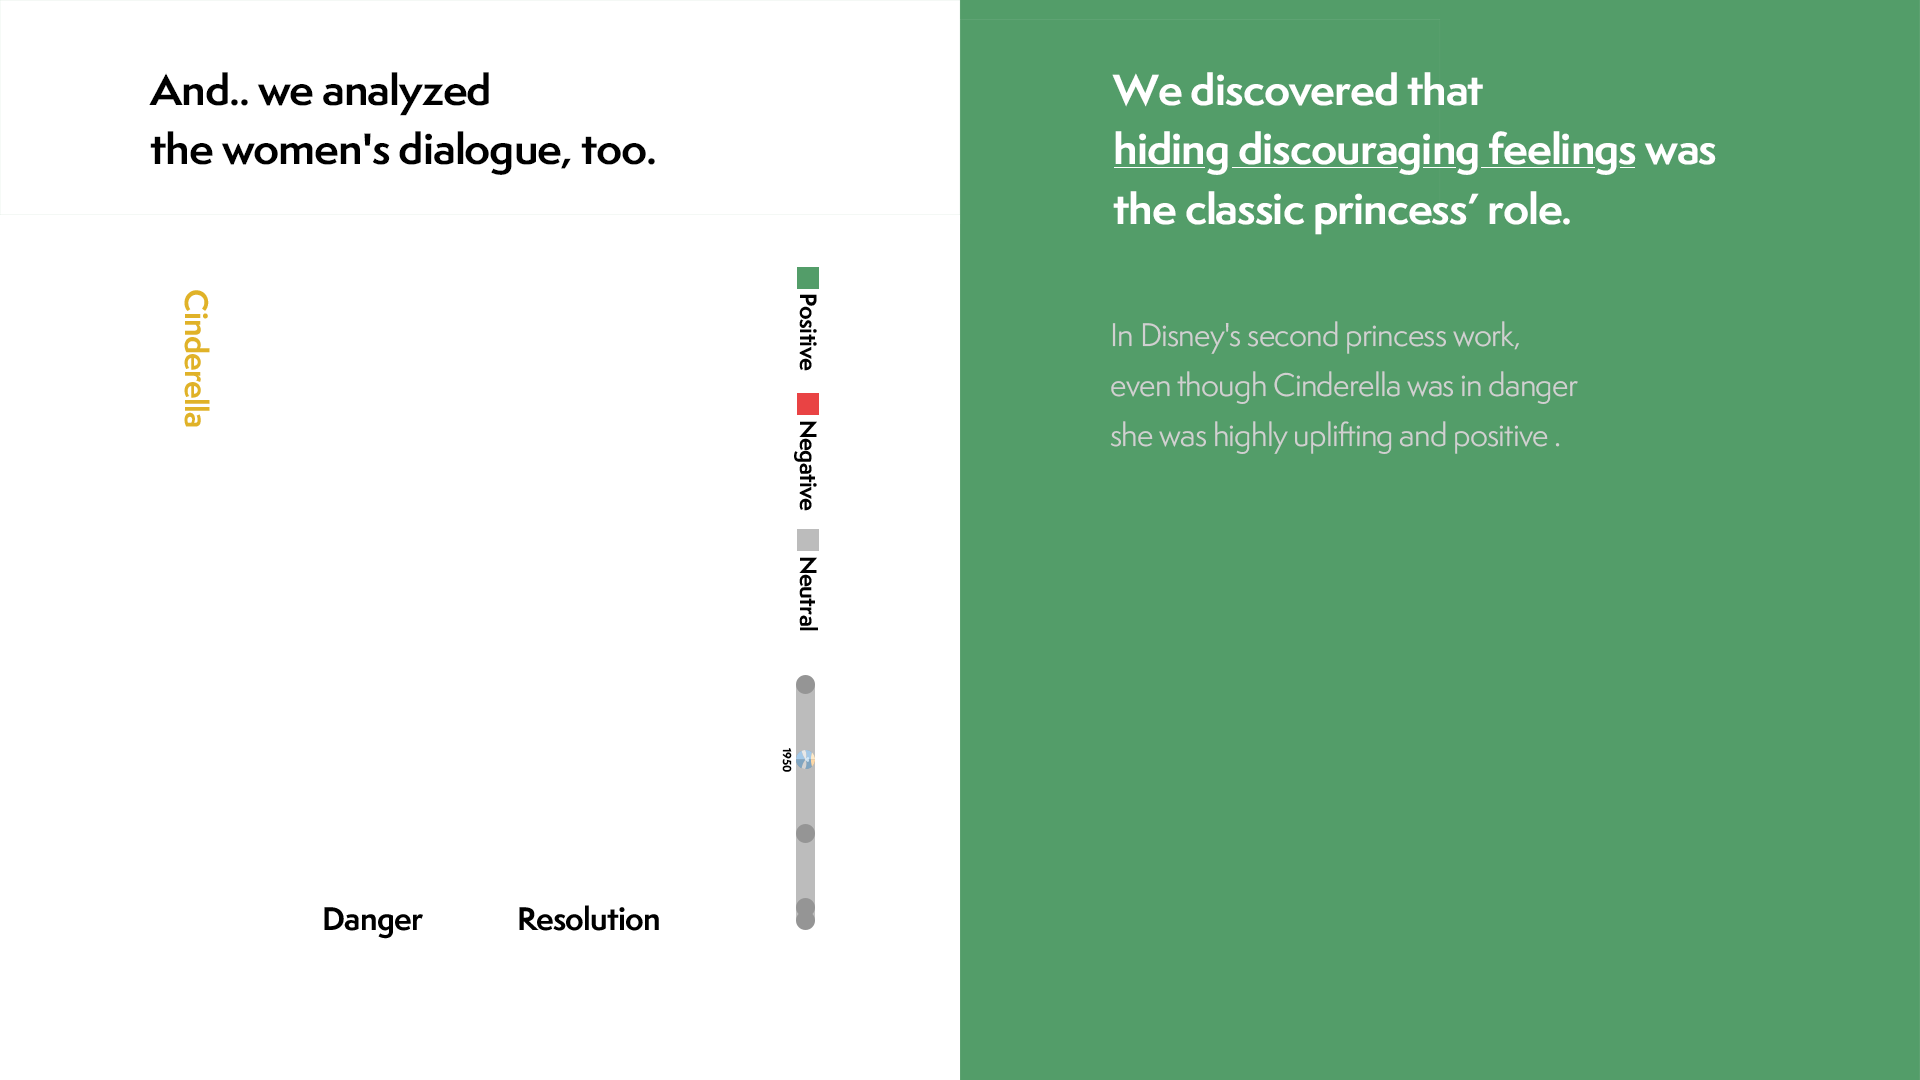 And.. we analyzed
the women's dialogue, too.
Cinderella
Positive
Negative
Neutral
1950
Danger
Resolution
We discovered that
hiding discouraging feelings was
the classic princess’ role.
In Disney's second princess work,
even though Cinderella was in danger
she was highly uplifting and positive .